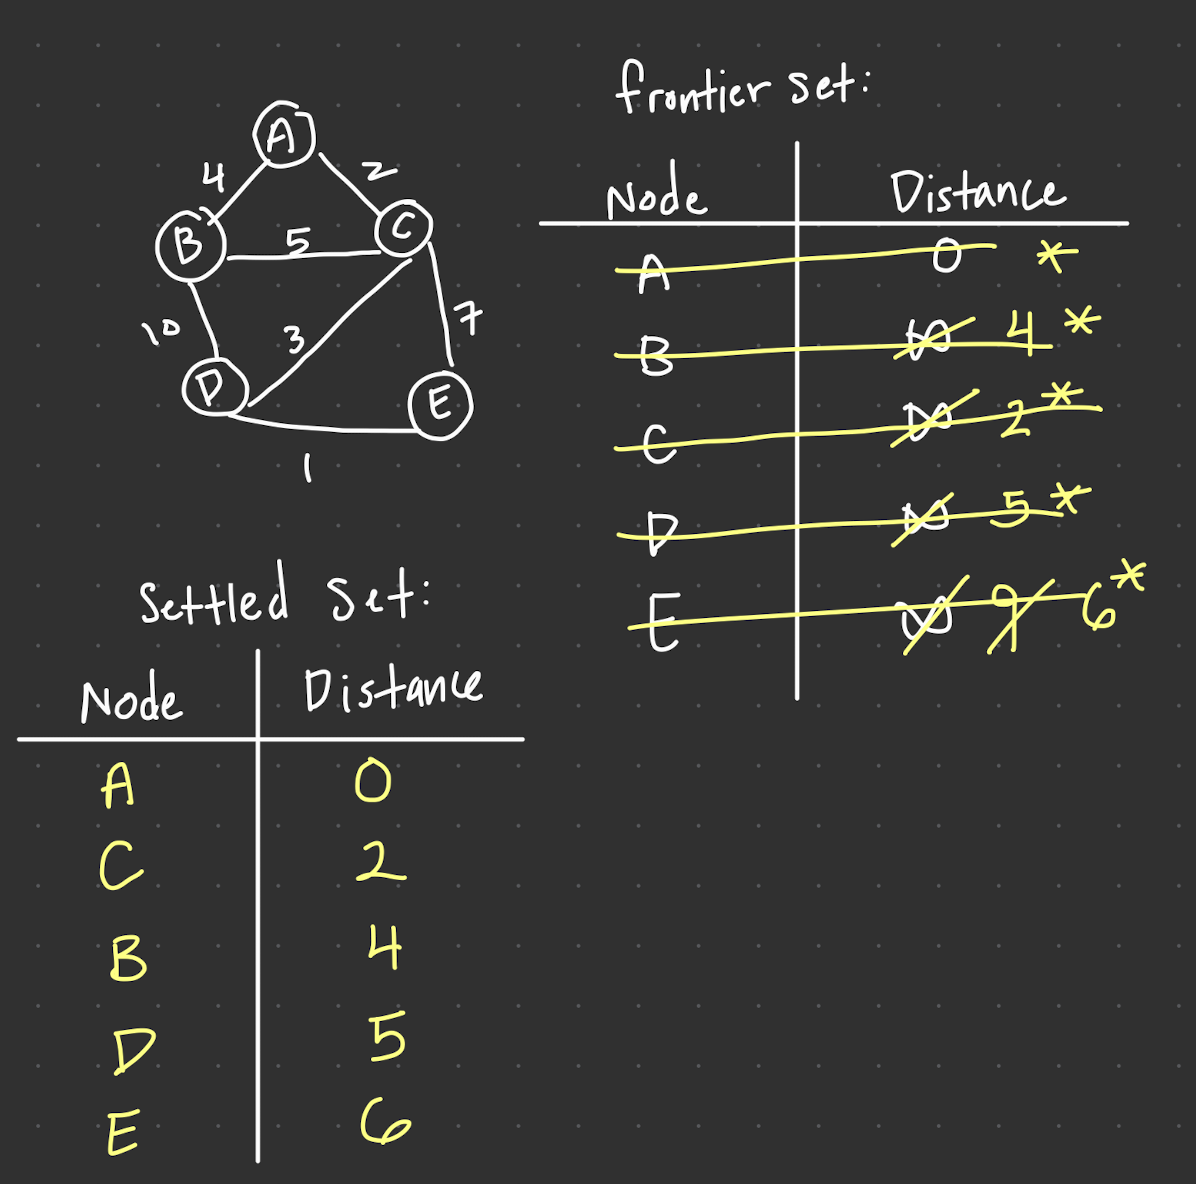 A
4
2
B
5
C
10
3
7
D
E
1
frontier set:
Node Distance
A 0 *
B ∞ 4 *
C ∞ 2 *
D ∞ 5 *
E ∞ 9 6 *
Settled Set:
Node Distance
A 0
C 2
B 4
D 5
E 6